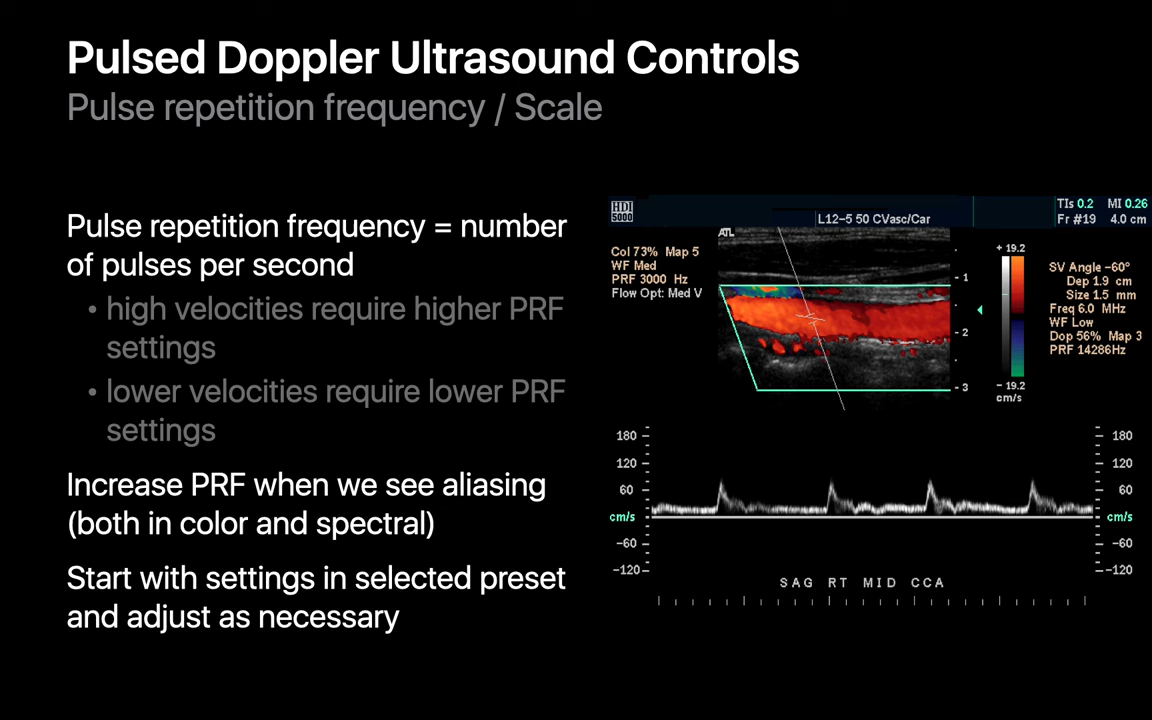 Pulsed Doppler Ultrasound Controls
Pulse repetition frequency / Scale
Pulse repetition frequency = number
of pulses per second
• high velocities require higher PRF
settings
• lower velocities require lower PRF
settings
Increase PRF when we see aliasing
(both in color and spectral)
Start with settings in selected preset
and adjust as necessary
HDI
5000
L12-5 50 CVasc/Car
TIs 0.2 MI 0.26
Fr #19 4.0 cm
ATL
Col 73% Map 5
WF Med
PRF 3000 Hz
Flow Opt: Med V
1
2
3
+ 19.2
- 19.2
cm/s
SV Angle -60°
Dep 1.9 cm
Size 1.5 mm
Freq 6.0 MHz
WF Low
Dop 56% Map 3
PRF 14286Hz
180 180
120 120
60 60
cm/s cm/s
-60 -60
-120 -120
SAG RT MID CCA